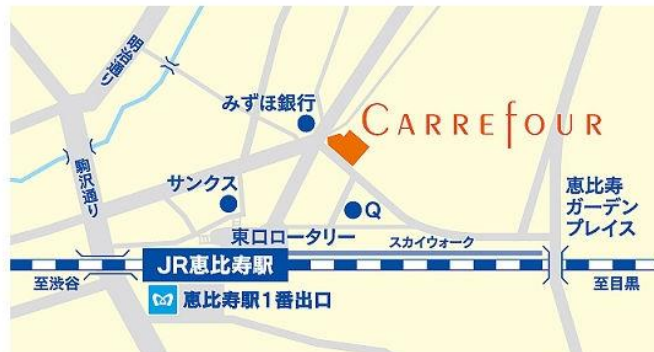 明治通り
みずほ銀行
CARREfOUR
駒沢通り
サンクス
恵比寿
ガーデン
プレイス
Q
東口ロータリー
スカイウォーク
JR恵比寿駅
至渋谷
至目黒
恵比寿駅1番出口